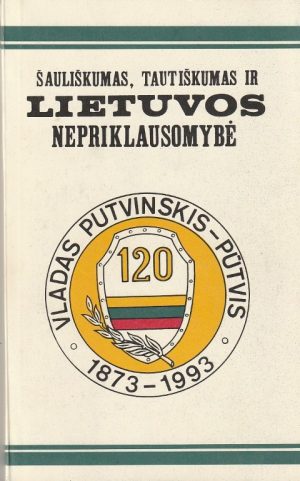 ŠAULIŠKUMAS, TAUTIŠKUMAS IR
LIETUVOS
NEPRIKLAUSOMYBĖ
VLADAS PUTVINSKIS-PŪTVIS
120
· 1873-1993 ·